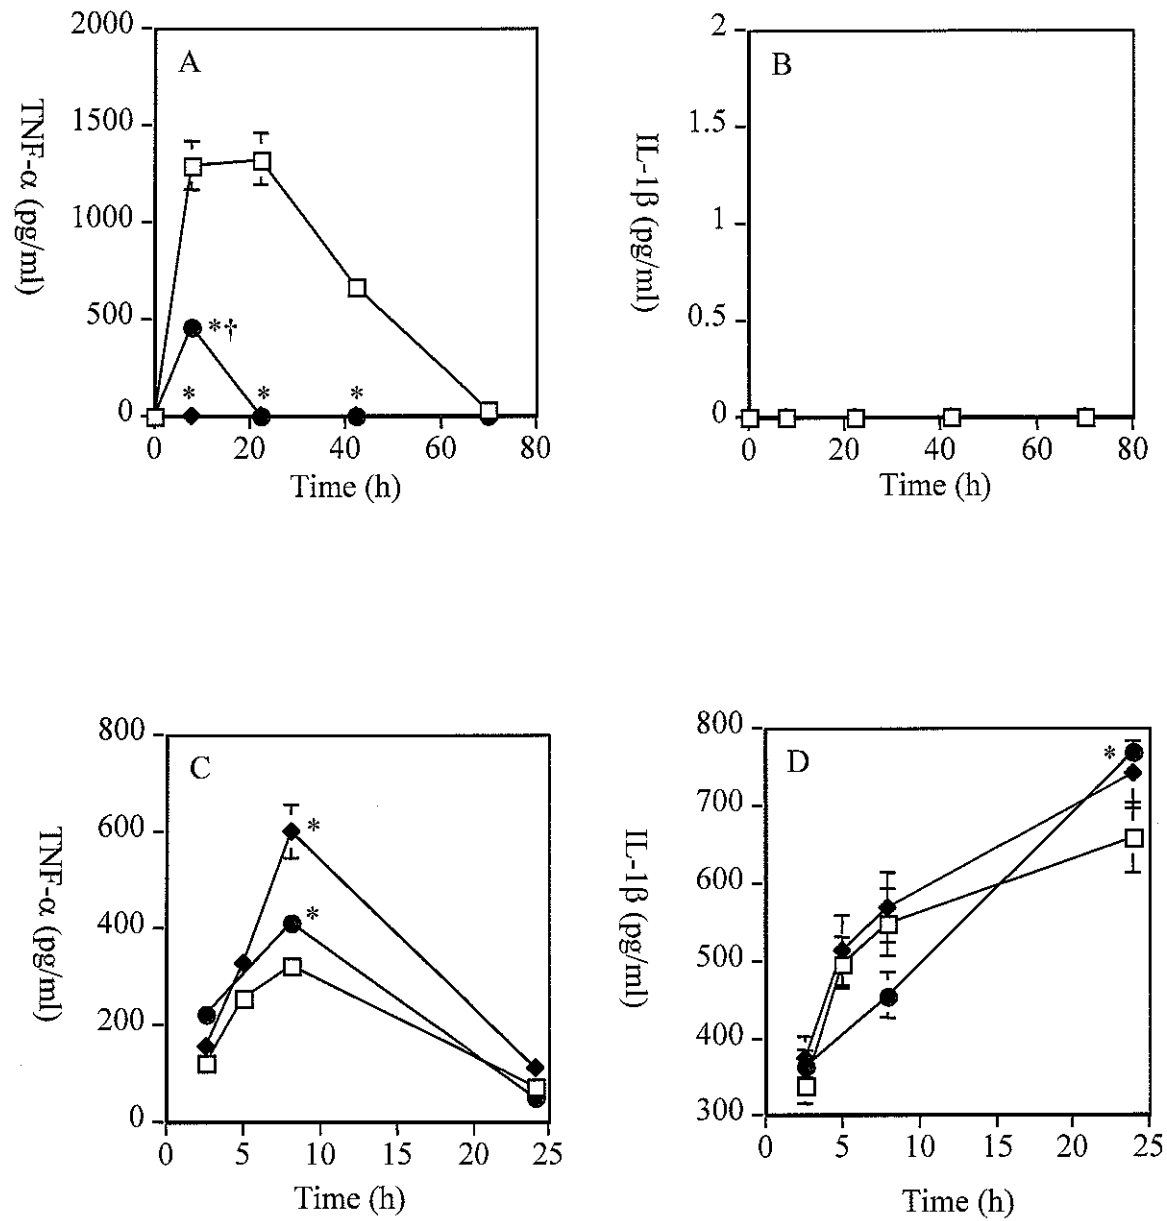 A
TNF-α (pg/ml)
2000
1500
1000
500
0
*†
* * *
0 20 40 60 80
Time (h)
B
IL-1β (pg/ml)
2
1.5
1
0.5
0
0 20 40 60 80
Time (h)
C
TNF-α (pg/ml)
800
600
400
200
0
*
*
0 5 10 15 20 25
Time (h)
D
IL-1β (pg/ml)
800
700
600
500
400
300
*
0 5 10 15 20 25
Time (h)